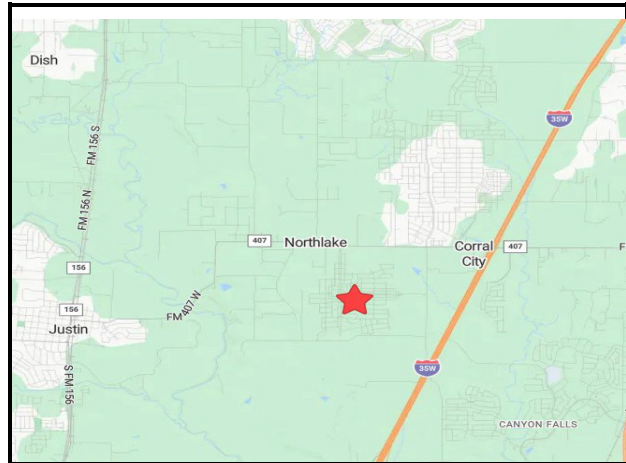 Dish
35W
FM 156 S
FM 156 N
407
Northlake
Corral
City
407
F
156
156
FM 407 W
Justin
35W
S FM 156
CANYON FALLS